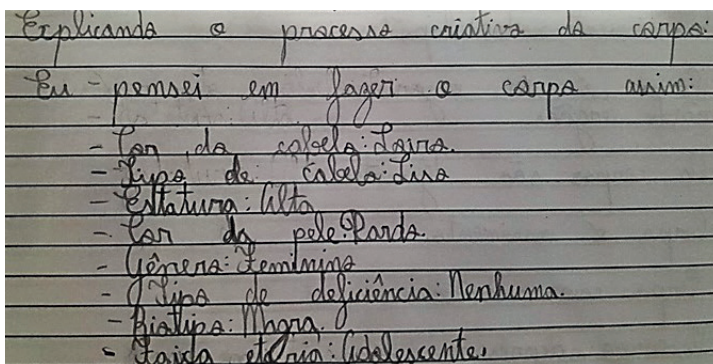 Explicando o processo criativo do corpo:
Eu - pensei em fazer o corpo assim:
- Cor do cabelo: Loiro.
- Tipo de cabelo: Liso
- Estatura: Alta
- Cor da pele: Parda.
- Gênero: Feminino
- Tipo de deficiência: Nenhuma.
- Biotipo: Magra.
- Faixa etária: Adolescente.